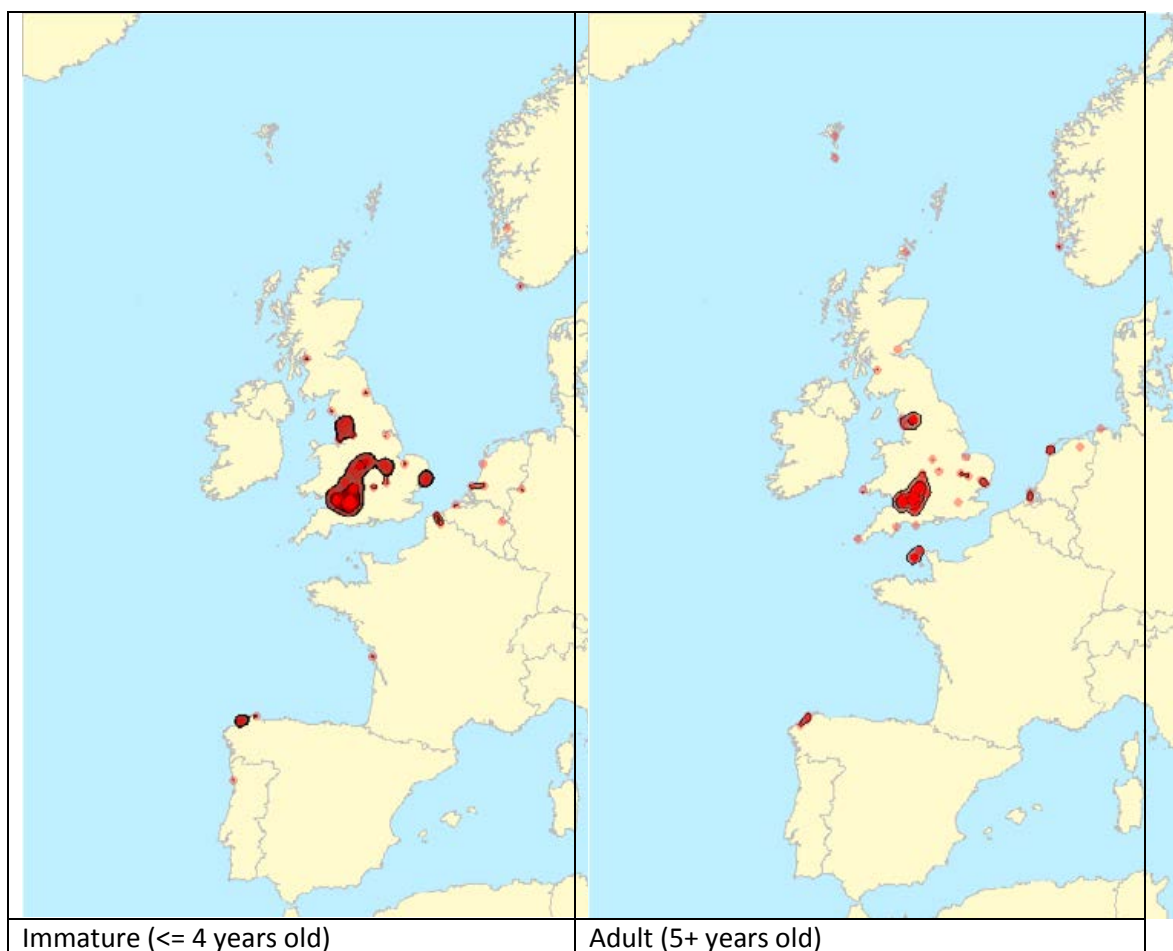 Immature (<= 4 years old)
Adult (5+ years old)